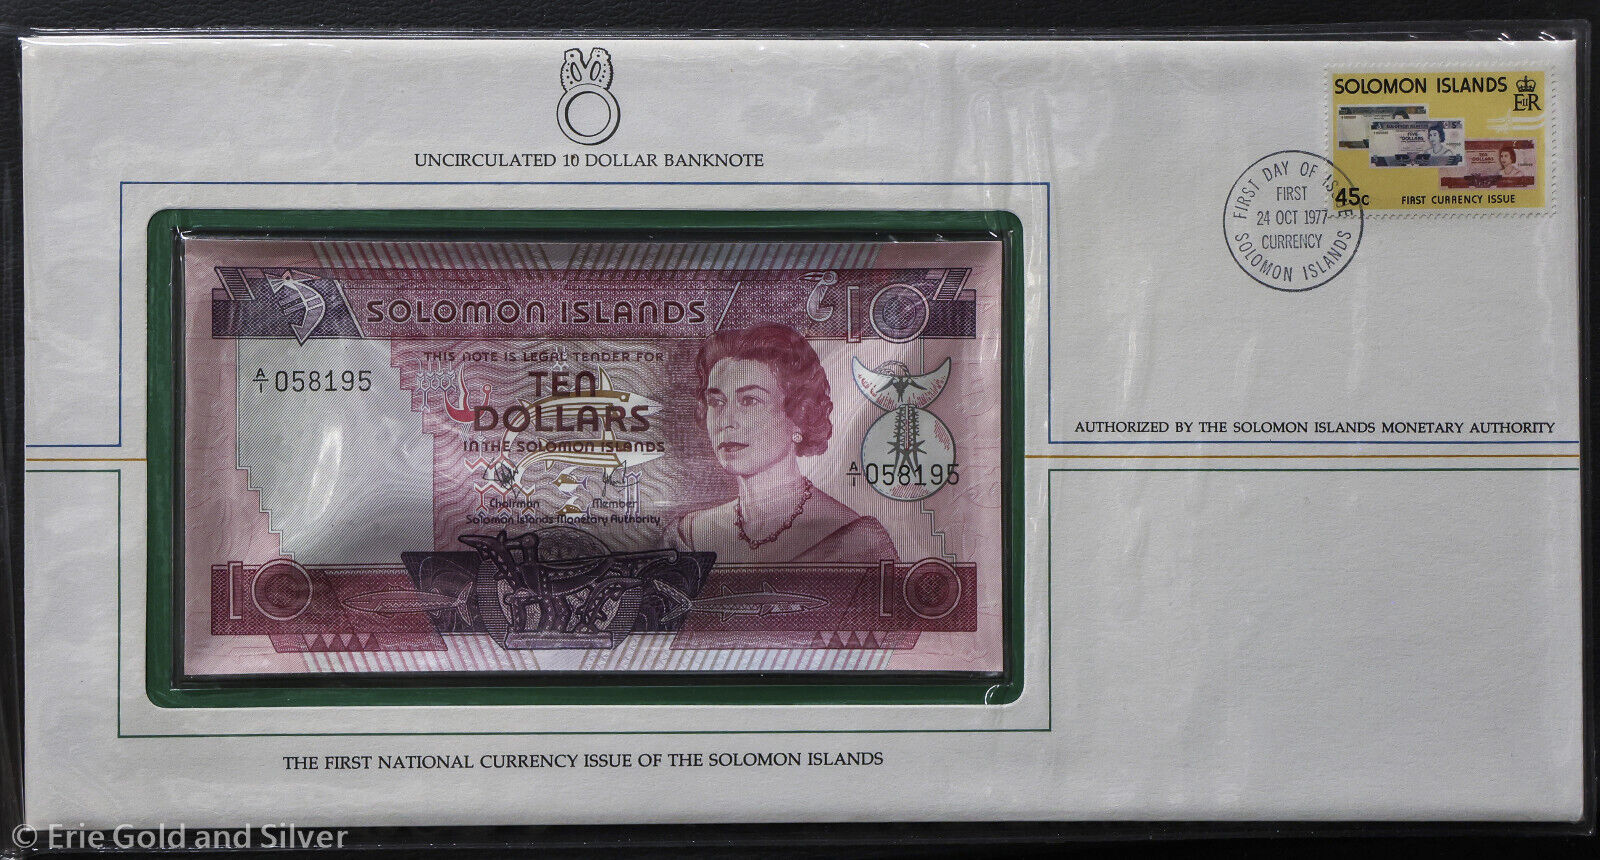 UNCIRCULATED 10 DOLLAR BANKNOTE
SOLOMON ISLANDS
EIIR
45c FIRST CURRENCY ISSUE
FIRST DAY OF ISSUE
FIRST
24 OCT 1977
CURRENCY
SOLOMON ISLANDS
SOLOMON ISLANDS 10
THIS NOTE IS LEGAL TENDER FOR
A/1 058195
TEN
DOLLARS
IN THE SOLOMON ISLANDS
A/1 058195
Chairman Member
Solomon Islands Monetary Authority
10 10
AUTHORIZED BY THE SOLOMON ISLANDS MONETARY AUTHORITY
THE FIRST NATIONAL CURRENCY ISSUE OF THE SOLOMON ISLANDS
© Erie Gold and Silver